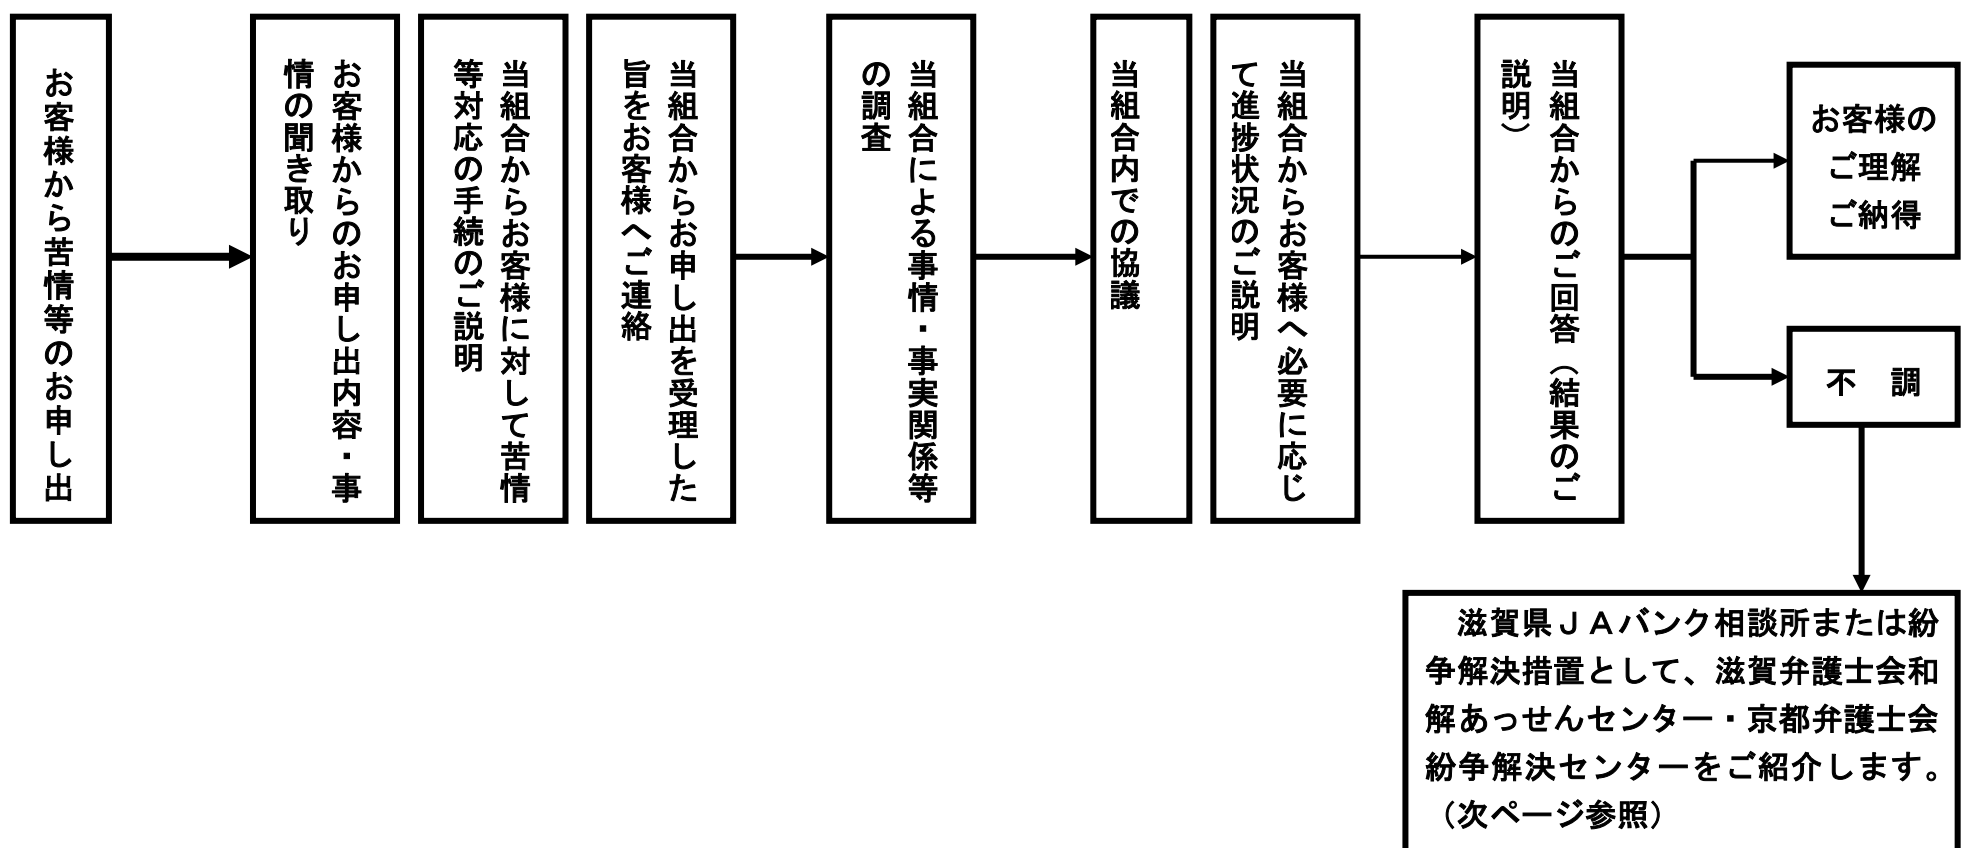 お客様から苦情等のお申し出
お客様からのお申し出内容・事
情の聞き取り
当組合からお客様に対して苦情
等対応の手続のご説明
当組合からお申し出を受理した
旨をお客様へご連絡
当組合による事情・事実関係等
の調査
当組合内での協議
当組合からお客様へ必要に応じ
て進捗状況のご説明
当組合からのご回答（結果のご
説明）
お客様の
ご理解
ご納得
不　調
滋賀県ＪＡバンク相談所または紛
争解決措置として、滋賀弁護士会和
解あっせんセンター・京都弁護士会
紛争解決センターをご紹介します。
（次ページ参照）